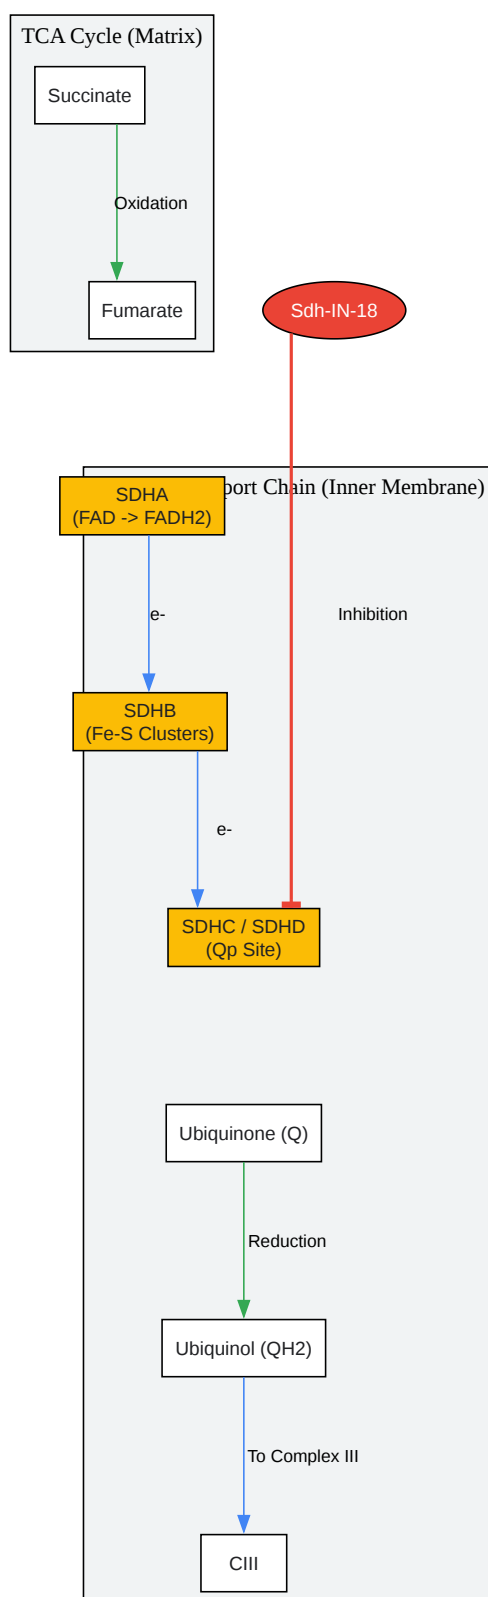 TCA Cycle (Matrix)
Succinate
Oxidation
Fumarate
Sdh-IN-18
Chain (Inner Membrane)
SDHA
(FAD -> FADH2)
e-
Inhibition
SDHB
(Fe-S Clusters)
e-
SDHC / SDHD
(Qp Site)
Ubiquinone (Q)
Reduction
Ubiquinol (QH2)
To Complex III
CIII